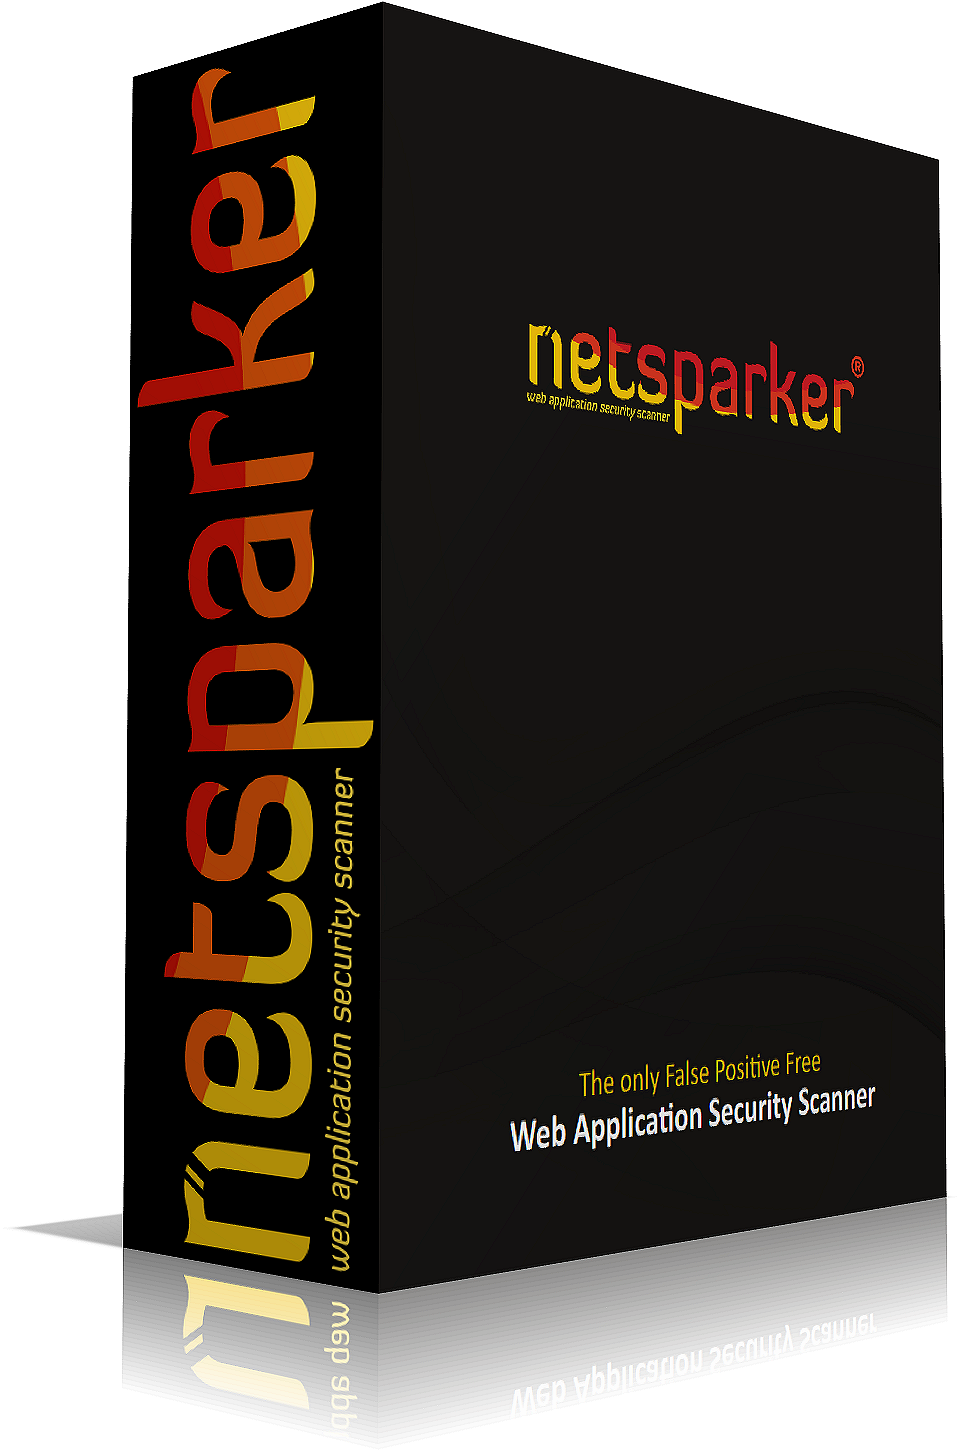 netsparker
web application security scanner
netsparker®
web application security scanner
The only False Positive Free
Web Application Security Scanner